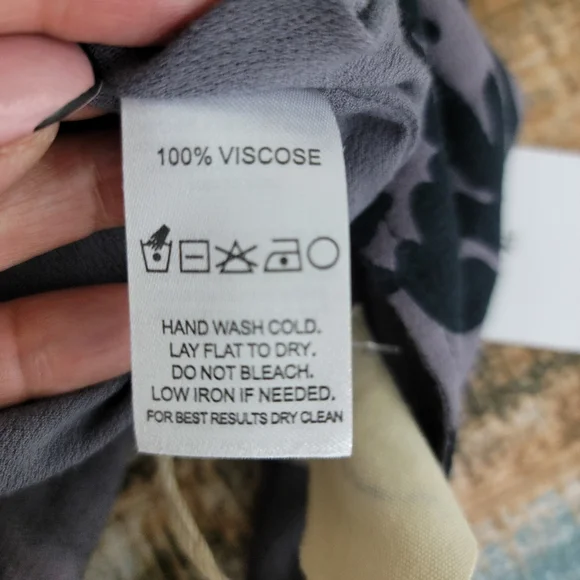 100% VISCOSE
HAND WASH COLD.
LAY FLAT TO DRY.
DO NOT BLEACH.
LOW IRON IF NEEDED.
FOR BEST RESULTS DRY CLEAN